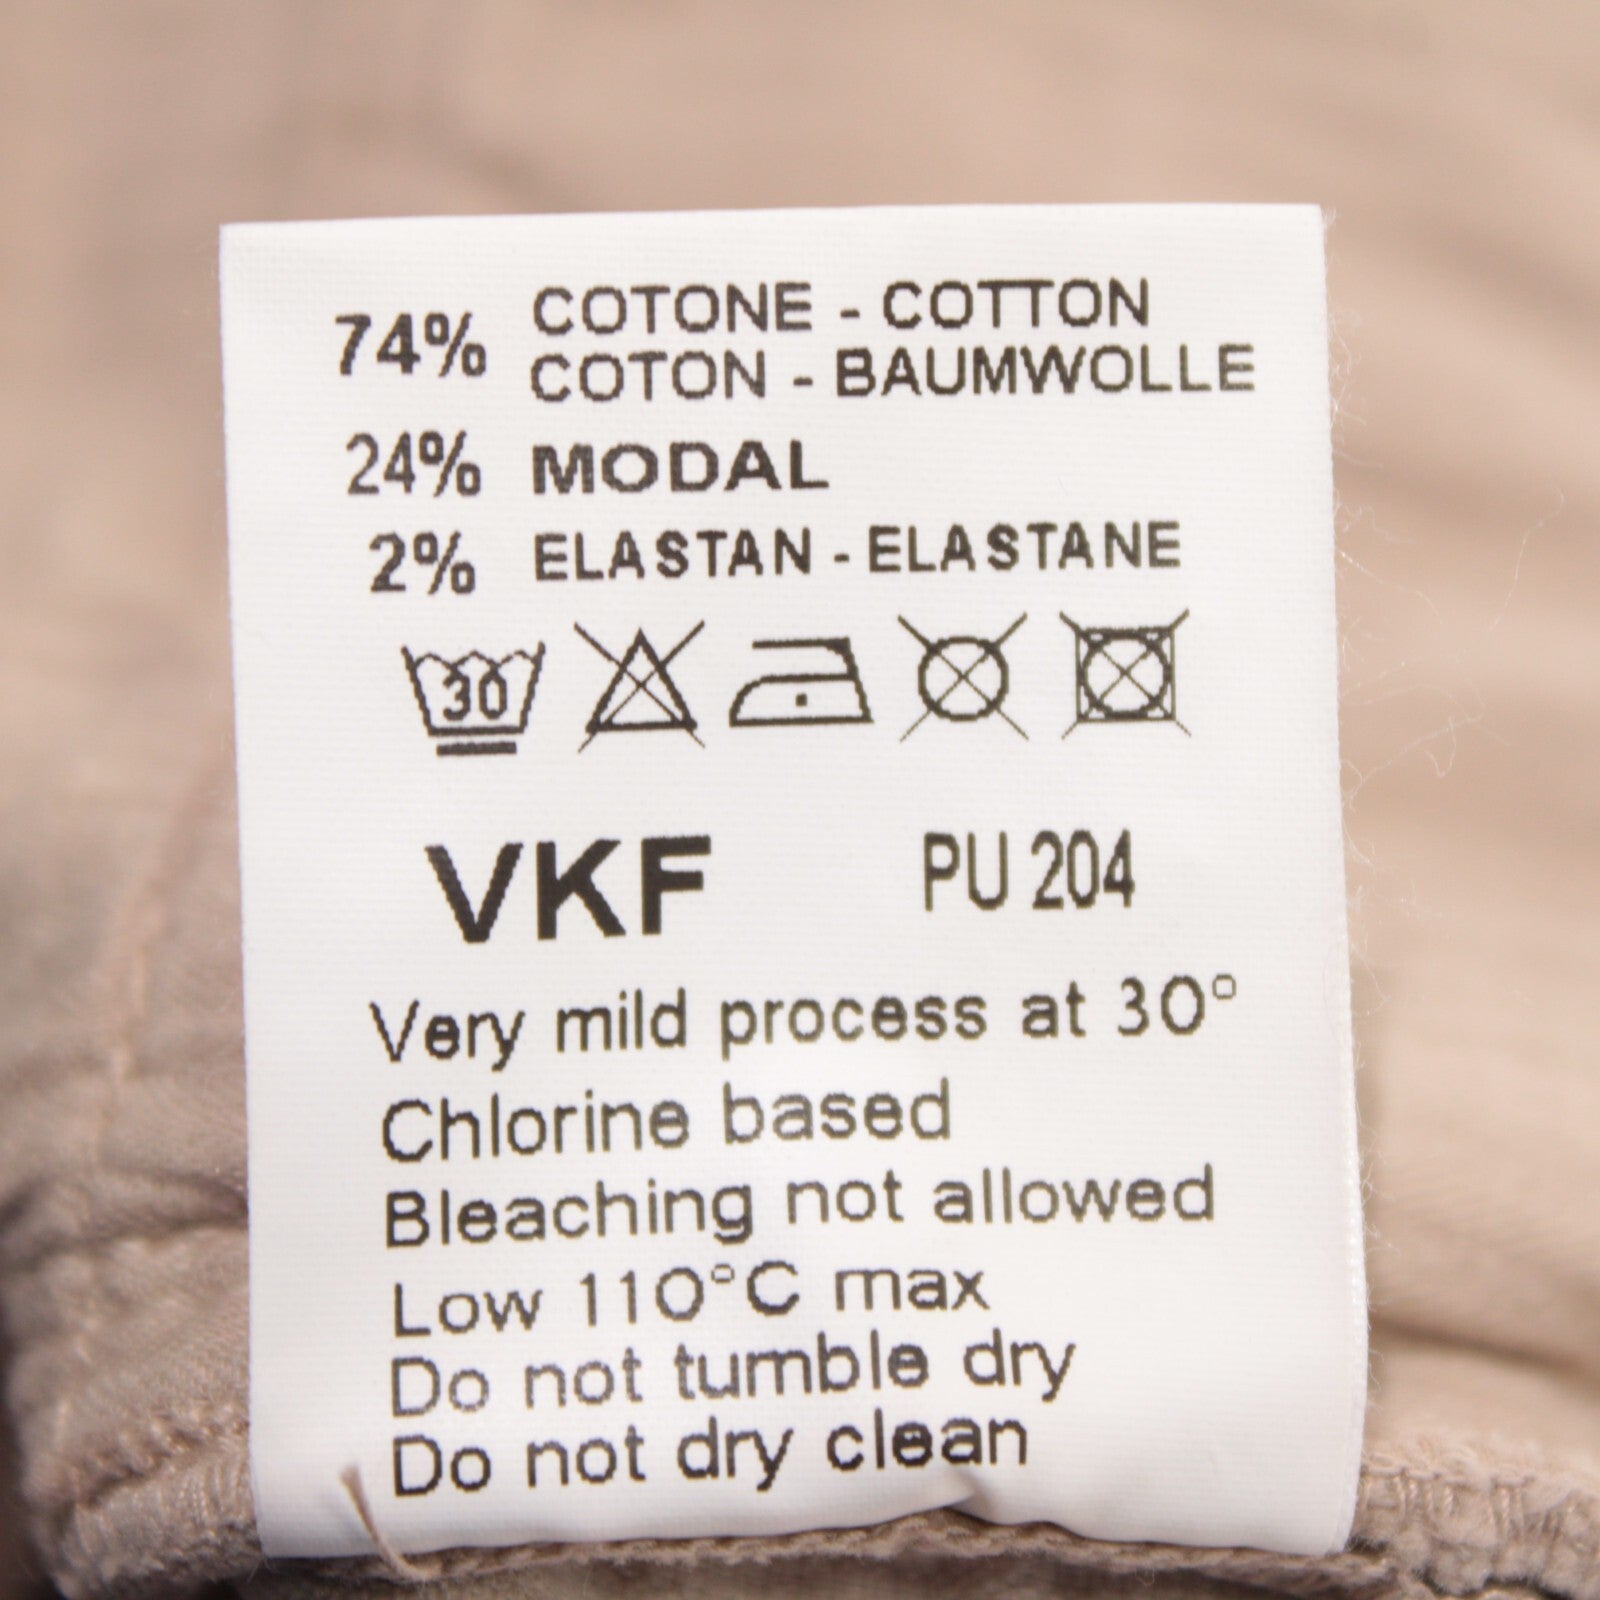 74% COTONE - COTTON
COTON - BAUMWOLLE
24% MODAL
2% ELASTAN - ELASTANE
30
VKF PU 204
Very mild process at 30°
Chlorine based
Bleaching not allowed
Low 110°C max
Do not tumble dry
Do not dry clean